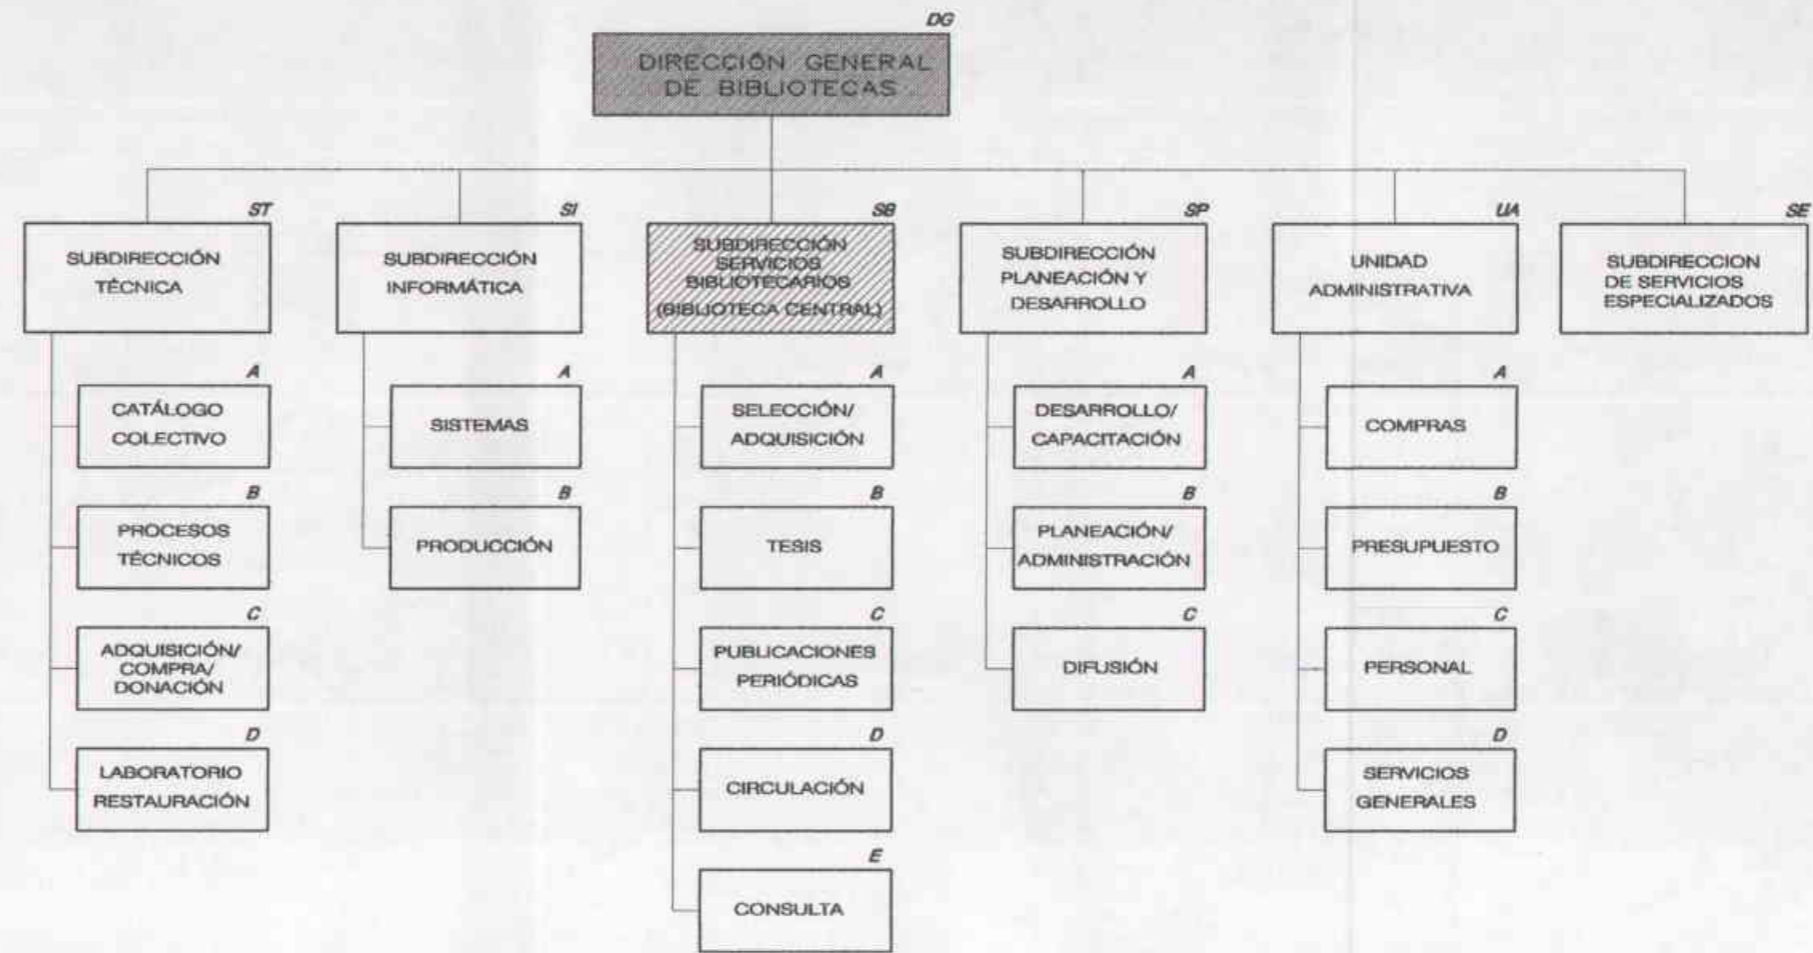 DG
DIRECCIÓN GENERAL
DE BIBLIOTECAS
ST
SUBDIRECCIÓN
TÉCNICA
A
CATÁLOGO
COLECTIVO
B
PROCESOS
TÉCNICOS
C
ADQUISICIÓN/
COMPRA/
DONACIÓN
D
LABORATORIO
RESTAURACIÓN
SI
SUBDIRECCIÓN
INFORMÁTICA
A
SISTEMAS
B
PRODUCCIÓN
SB
SUBDIRECCIÓN
SERVICIOS
BIBLIOTECARIOS
(BIBLIOTECA CENTRAL)
A
SELECCIÓN/
ADQUISICIÓN
B
TESIS
C
PUBLICACIONES
PERIÓDICAS
D
CIRCULACIÓN
E
CONSULTA
SP
SUBDIRECCIÓN
PLANEACIÓN Y
DESARROLLO
A
DESARROLLO/
CAPACITACIÓN
B
PLANEACIÓN/
ADMINISTRACIÓN
C
DIFUSIÓN
UA
UNIDAD
ADMINISTRATIVA
A
COMPRAS
B
PRESUPUESTO
C
PERSONAL
D
SERVICIOS
GENERALES
SE
SUBDIRECCION
DE SERVICIOS
ESPECIALIZADOS